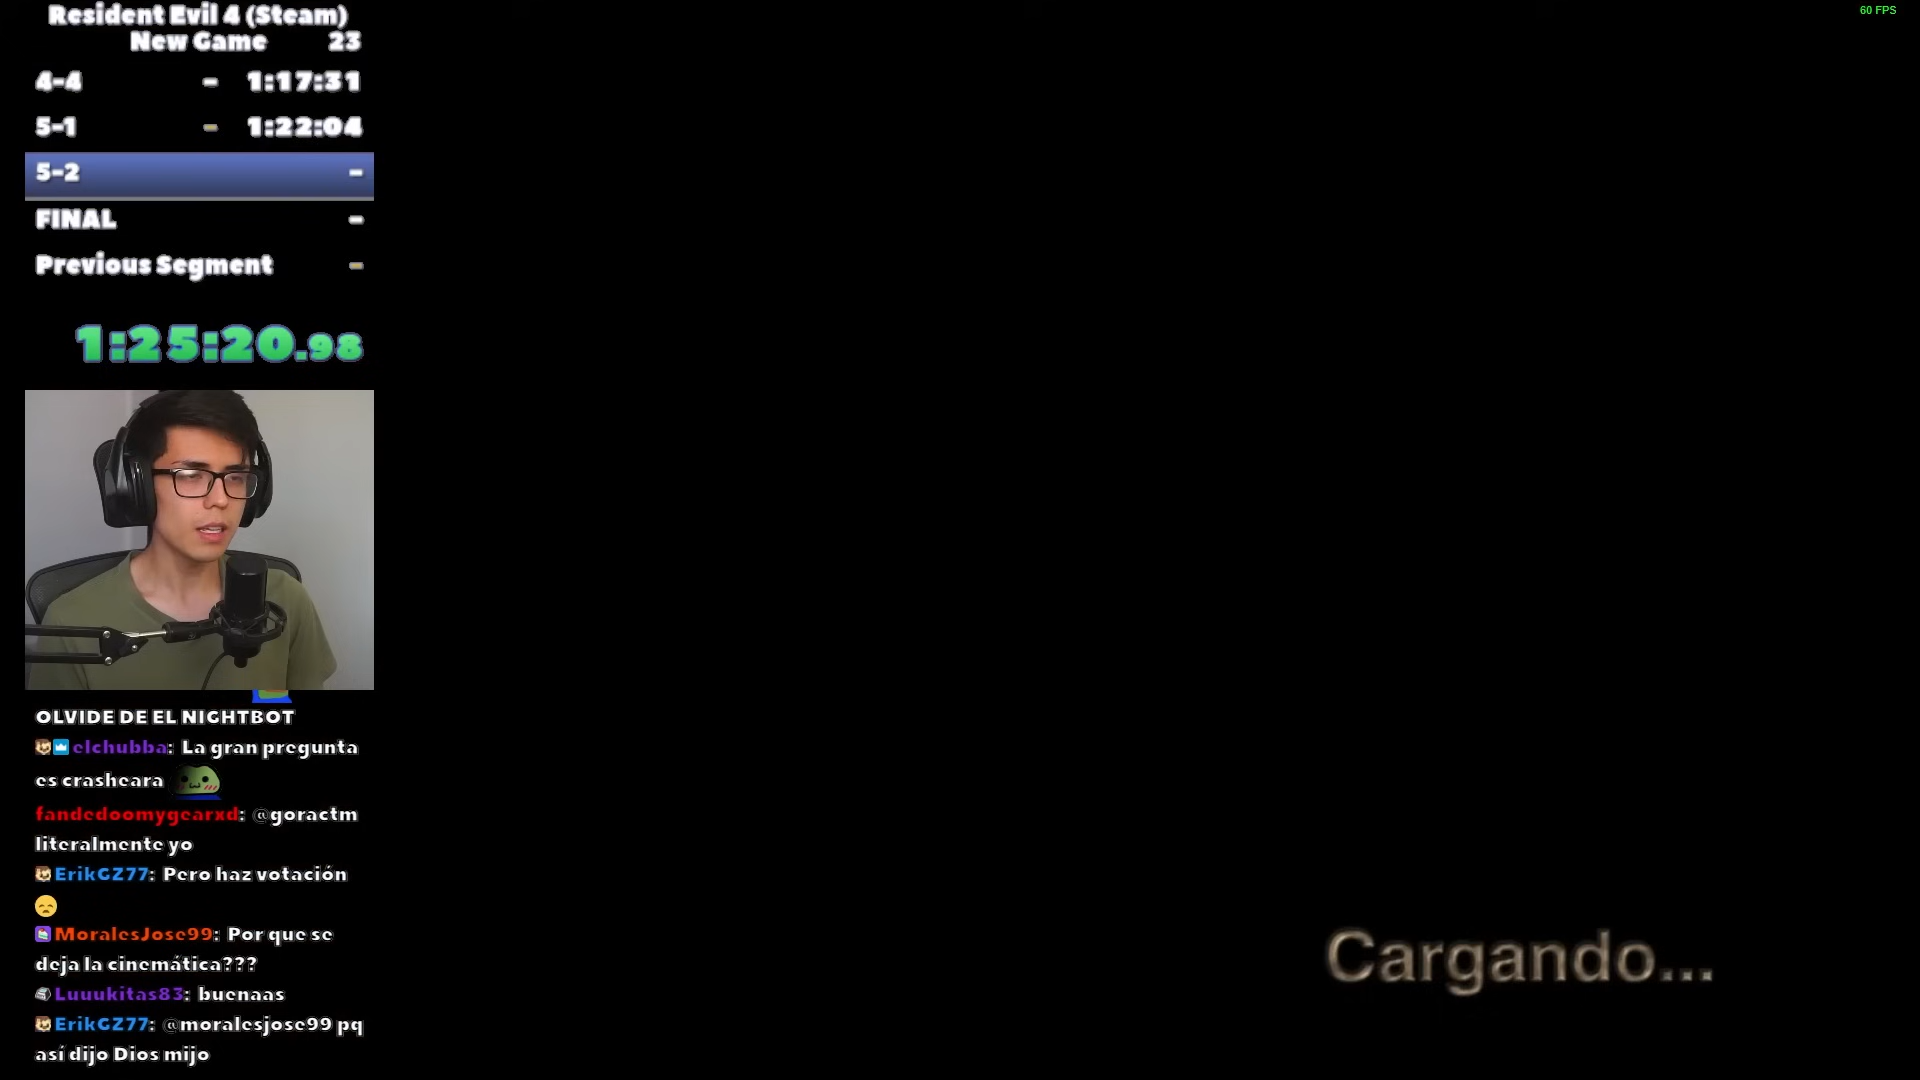 Resident Evil 4 (Steam)
New Game 23
4-4 - 1:17:31
5-1 - 1:22:04
5-2 -
FINAL -
Previous Segment -
1:25:20.98
OLVIDE DE EL NIGHTBOT
elchubba: La gran pregunta
es crasheara
fandedoomygearxd: @goractm
literalmente yo
ErikGZ77: Pero haz votación
MoralesJose99: Por que se
deja la cinemática???
Luuukitas83: buenaas
ErikGZ77: @moralesjose99 pq
así dijo Dios mijo
60 FPS
Cargando...